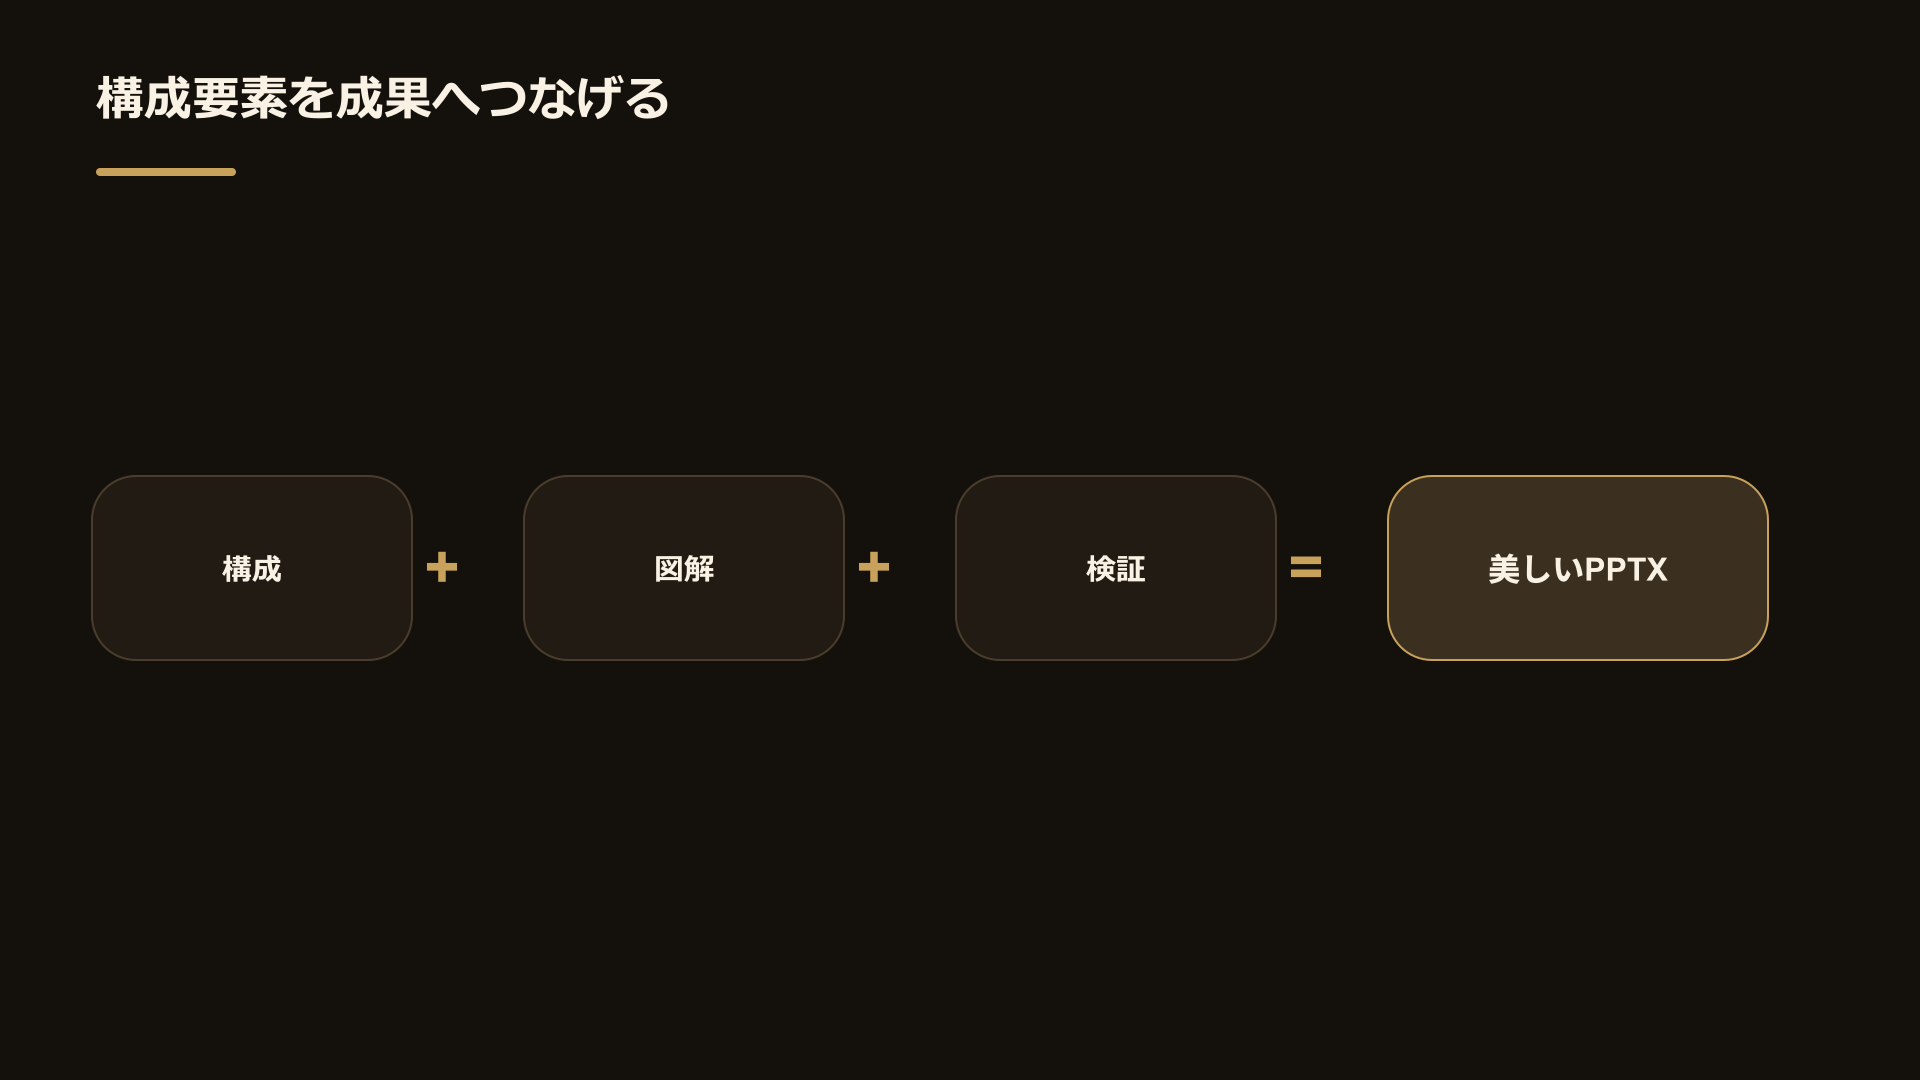 構成要素を成果へつなげる
構成 + 図解 + 検証 = 美しいPPTX